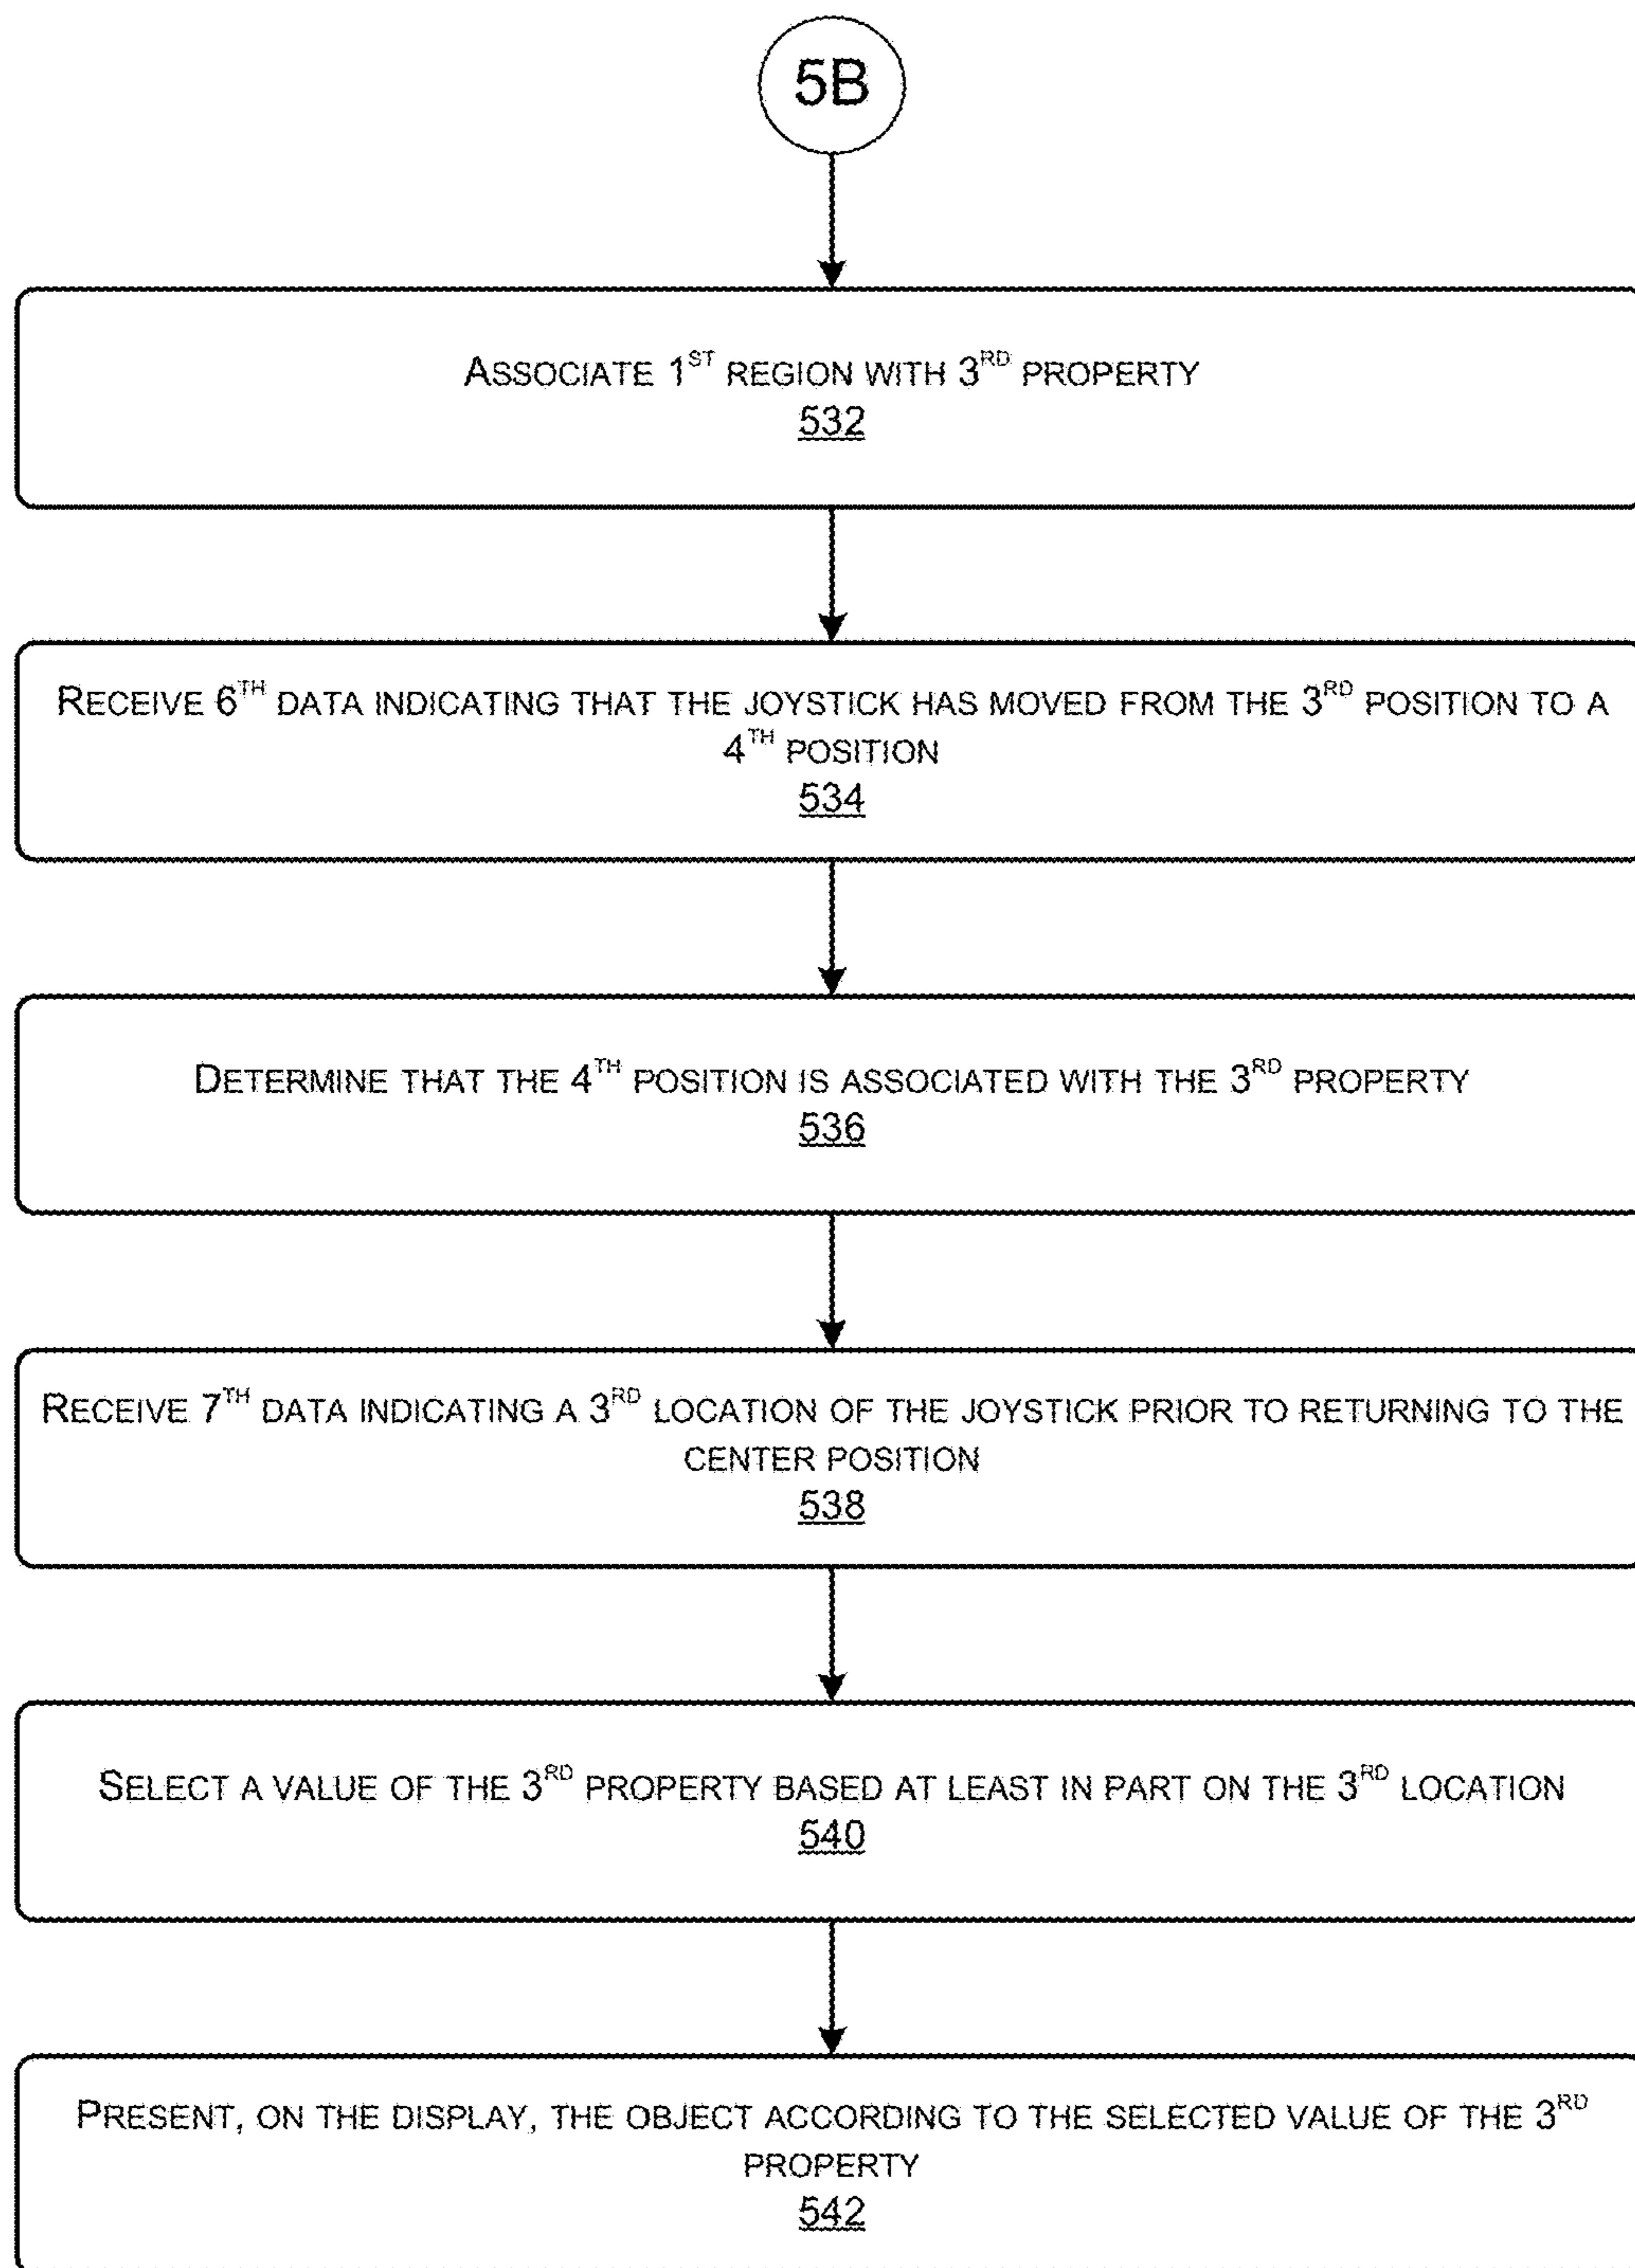 5B
ASSOCIATE 1ST REGION WITH 3RD PROPERTY
532
RECEIVE 6TH DATA INDICATING THAT THE JOYSTICK HAS MOVED FROM THE 3RD POSITION TO A
4TH POSITION
534
DETERMINE THAT THE 4TH POSITION IS ASSOCIATED WITH THE 3RD PROPERTY
536
RECEIVE 7TH DATA INDICATING A 3RD LOCATION OF THE JOYSTICK PRIOR TO RETURNING TO THE
CENTER POSITION
538
SELECT A VALUE OF THE 3RD PROPERTY BASED AT LEAST IN PART ON THE 3RD LOCATION
540
PRESENT, ON THE DISPLAY, THE OBJECT ACCORDING TO THE SELECTED VALUE OF THE 3RD
PROPERTY
542